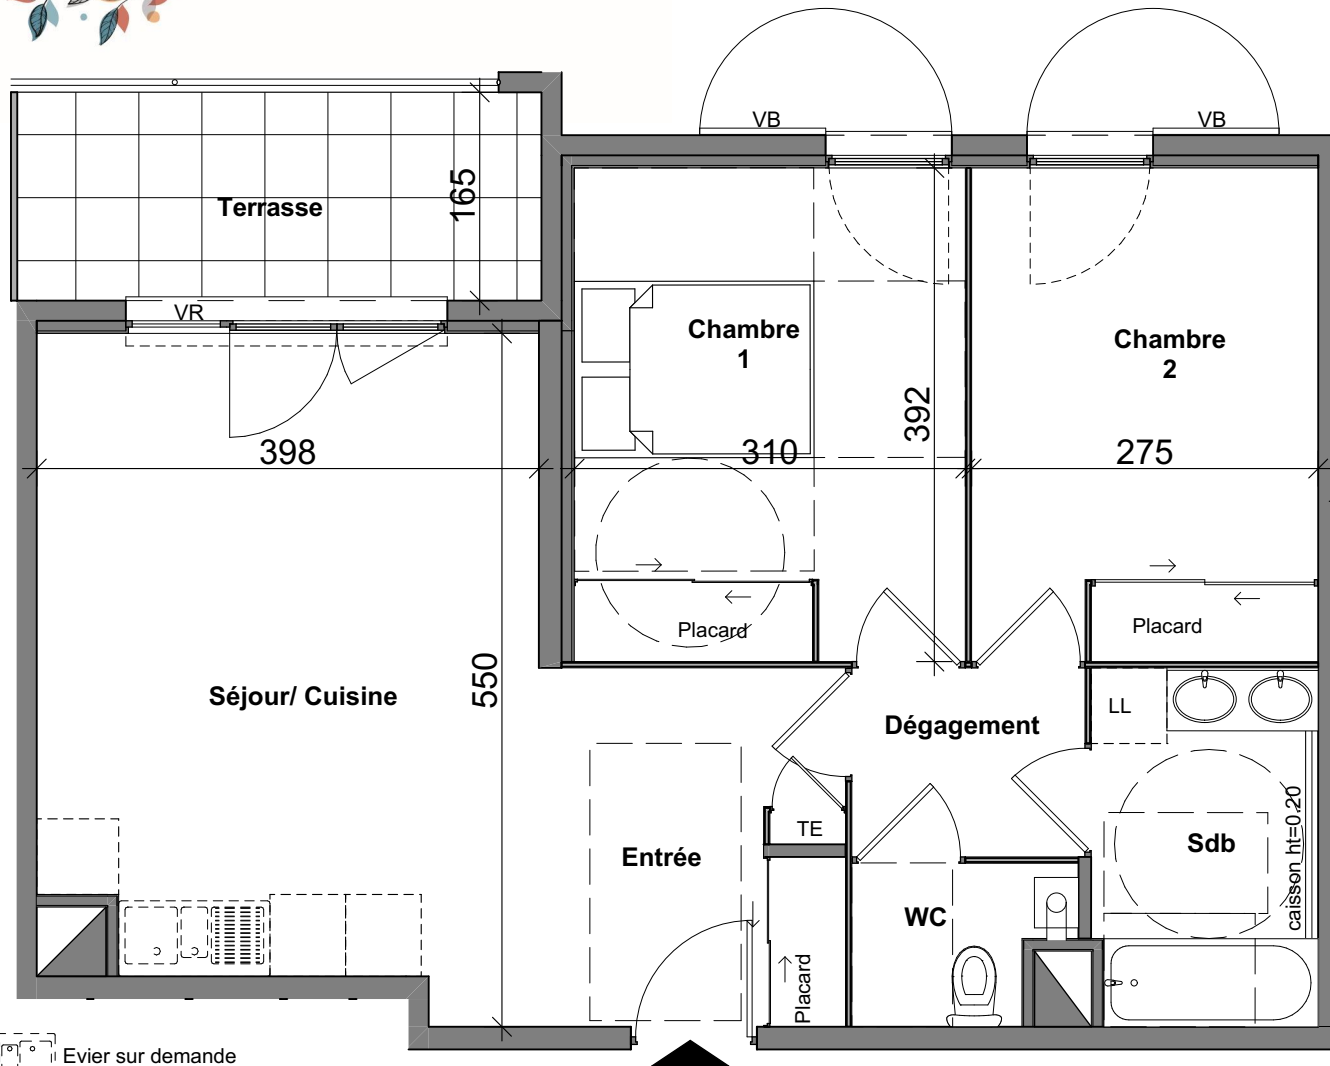 VB
VB
Terrasse
165
VR
Chambre
1
Chambre
2
392
398
310
275
Placard
Placard
550
Séjour/ Cuisine
Dégagement
LL
TE
Entrée
Sdb
caisson ht=0.20
WC
Placard
Evier sur demande